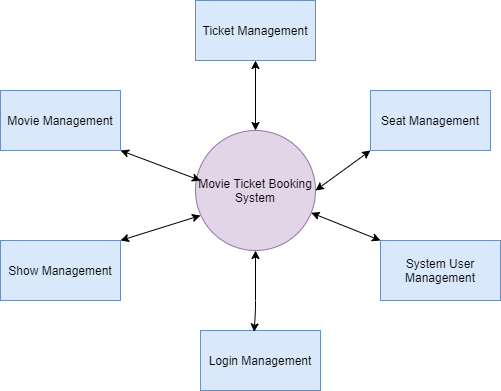 Ticket Management
Movie Management
Seat Management
Movie Ticket Booking
System
Show Management
System User
Management
Login Management